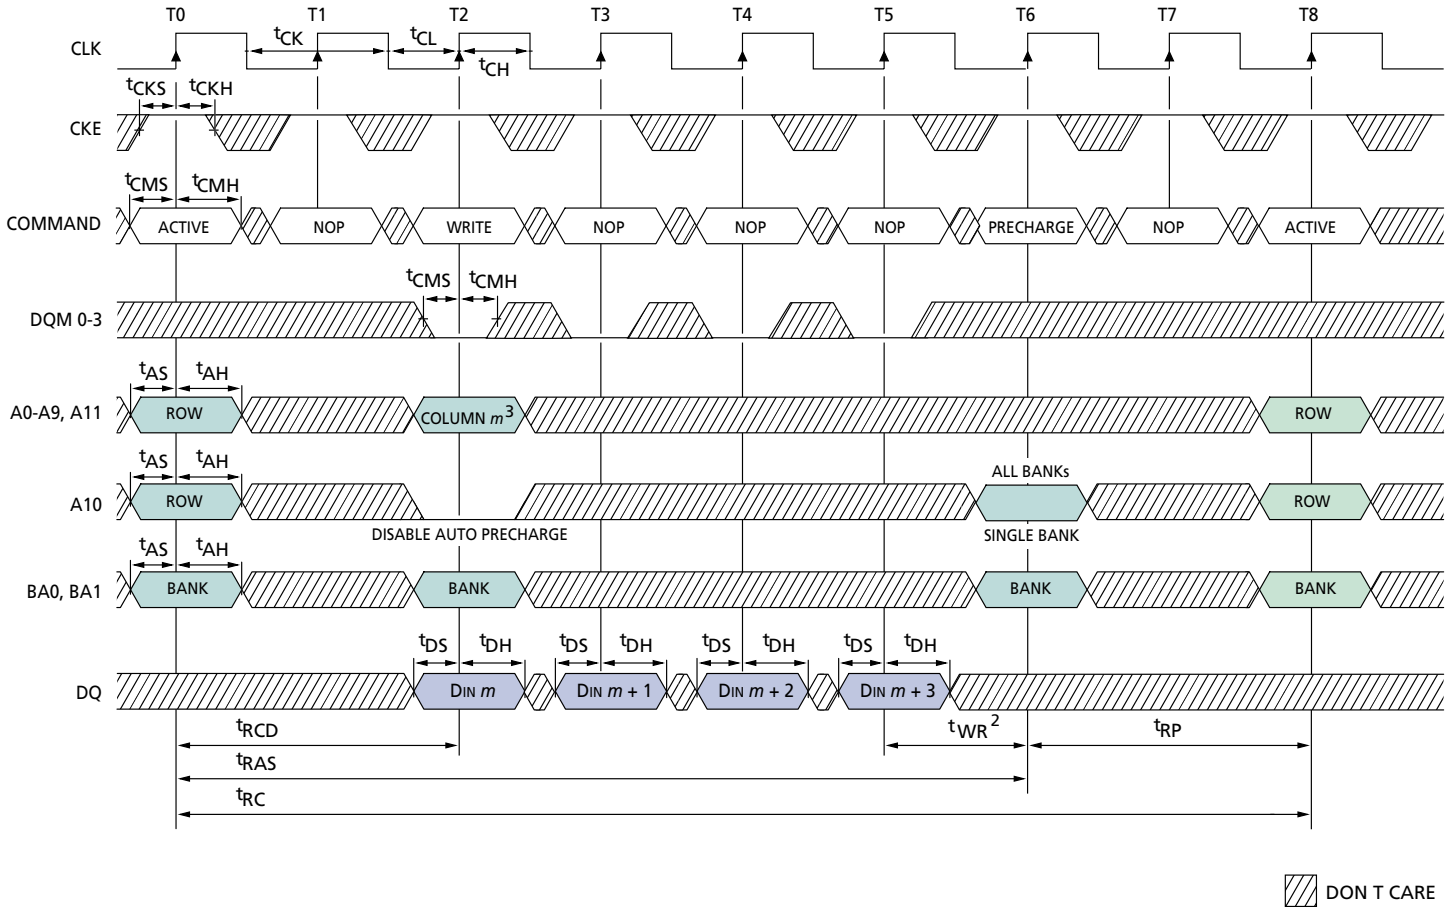 T0 T1 T2 T3 T4 T5 T6 T7 T8
CLK tCK tCL
tCH
tCKS tCKH
CKE
tCMS tCMH
COMMAND ACTIVE NOP WRITE NOP NOP NOP PRECHARGE NOP ACTIVE
tCMS tCMH
DQM 0-3
tAS tAH
A0-A9, A11 ROW COLUMN m3 ROW
tAS tAH ALL BANKs
A10 ROW ROW
DISABLE AUTO PRECHARGE SINGLE BANK
tAS tAH
BA0, BA1 BANK BANK BANK BANK
tDS tDH tDS tDH tDS tDH tDS tDH
DQ DIN m DIN m + 1 DIN m + 2 DIN m + 3
tRCD tWR2 tRP
tRAS
tRC
DON T CARE